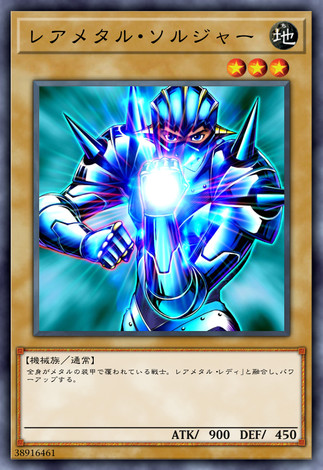 レアメタル・ソルジャー
地
【機械族／通常】
全身がメタルの装甲で覆われている戦士。レアメタル・レディ」と融合し、パワ
ーアップする。
ATK/ 900 DEF/ 450
38916461